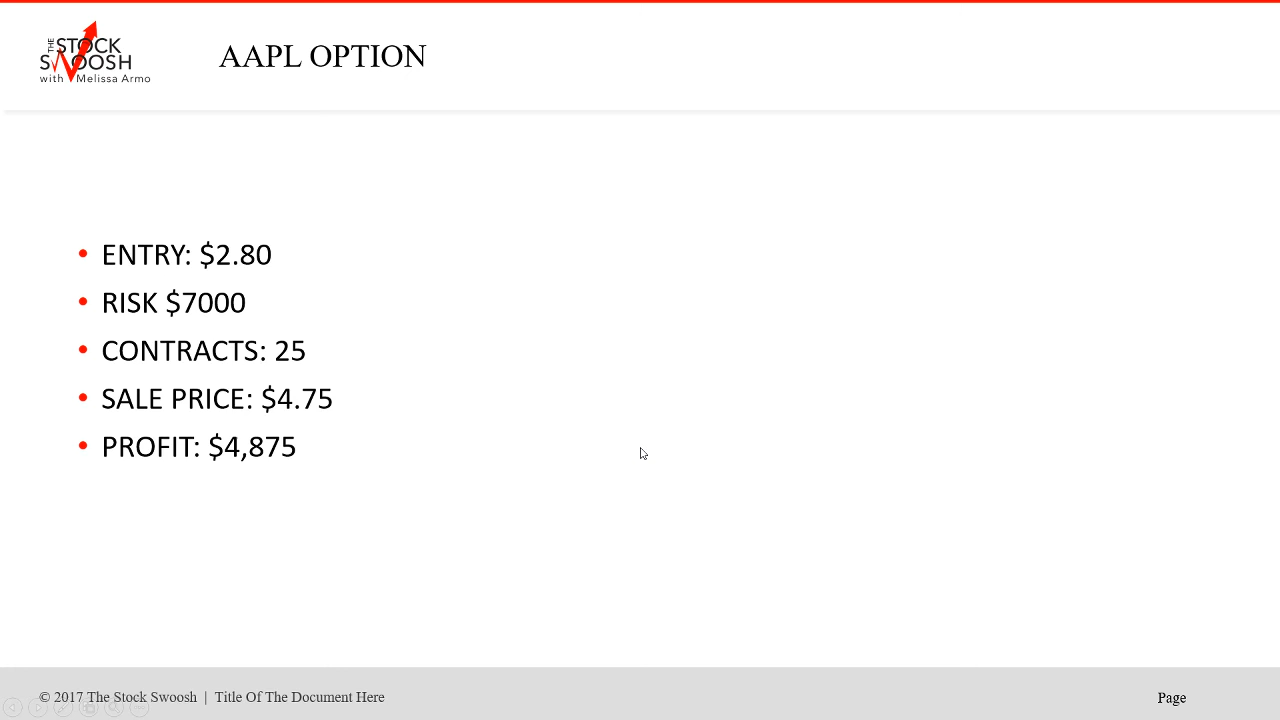 THE STOCK
SWOOSH
with Melissa Armo
AAPL OPTION
• ENTRY: $2.80
• RISK $7000
• CONTRACTS: 25
• SALE PRICE: $4.75
• PROFIT: $4,875
© 2017 The Stock Swoosh | Title Of The Document Here
Page